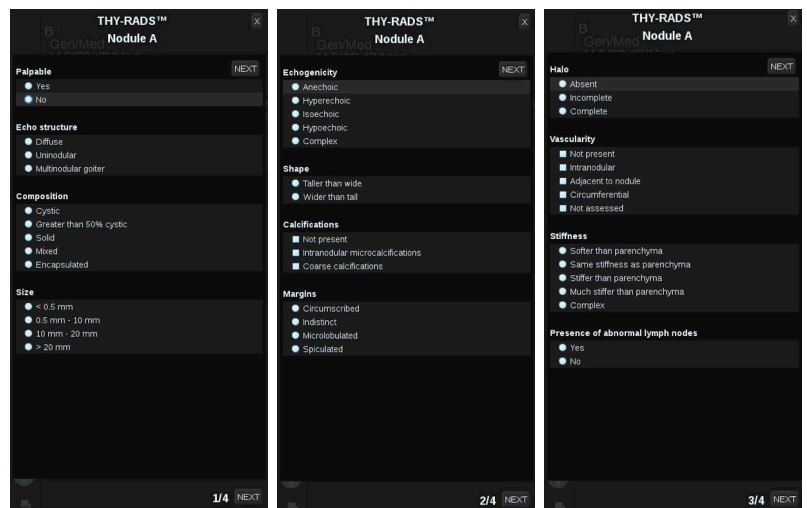 THY-RADS™
X
Nodule A
NEXT
Palpable
Yes
No
Echo structure
Diffuse
Uninodular
Multinodular goiter
Composition
Cystic
Greater than 50% cystic
Solid
Mixed
Encapsulated
Size
< 0.5 mm
0.5 mm - 10 mm
10 mm - 20 mm
> 20 mm
1/4 NEXT
THY-RADS™
X
B
Gen/Med
Nodule A
NEXT
Echogenicity
Anechoic
Hyperechoic
Isoechoic
Hypoechoic
Complex
Shape
Taller than wide
Wider than tall
Calcifications
Not present
Intranodular microcalcifications
Coarse calcifications
Margins
Circumscribed
Indistinct
Microlobulated
Spiculated
2/4 NEXT
THY-RADS™
X
B
Gen/Med
Nodule A
NEXT
Halo
Absent
Incomplete
Complete
Vascularity
Not present
Intranodular
Adjacent to nodule
Circumferential
Not assessed
Stiffness
Softer than parenchyma
Same stiffness as parenchyma
Stiffer than parenchyma
Much stiffer than parenchyma
Complex
Presence of abnormal lymph nodes
Yes
No
3/4 NEXT